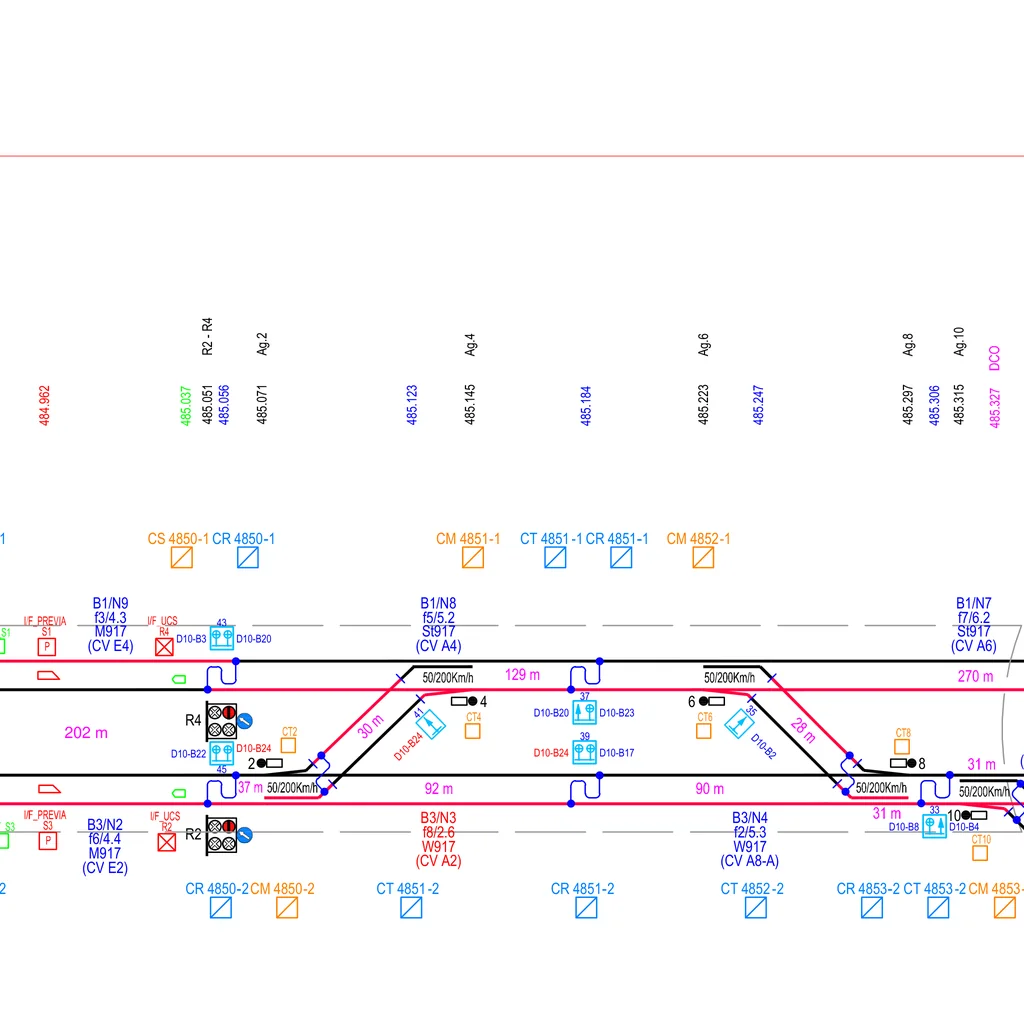 R2 - R4
Ag.2
Ag.4
Ag.6
Ag.8
Ag.10
DCO
484.962
485.037
485.051
485.056
485.071
485.123
485.145
485.184
485.223
485.247
485.297
485.306
485.315
485.327
1
CS 4850-1
CR 4850-1
CM 4851-1
CT 4851-1
CR 4851-1
CM 4852-1
B1/N9
f3/4.3
M917
(CV E4)
B1/N8
f5/5.2
St917
(CV A4)
B1/N7
f7/6.2
St917
(CV A6)
S1
I/F_PREVIA
S1
P
I/F_UCS
R4
43
D10-B3
D10-B20
50/200Km/h
129 m
50/200Km/h
270 m
4
6
37
D10-B20
D10-B23
R4
202 m
30 m
41
D10-B24
CT4
CT6
35
D10-B2
28 m
CT2
CT8
D10-B22
D10-B24
45
39
D10-B24
D10-B17
2
8
31 m
37 m
50/200Km/h
92 m
90 m
50/200Km/h
50/200Km/h
I/F_PREVIA
S3
P
I/F_UCS
R2
R2
S3
31 m
33
D10-B8
D10-B4
10
CT10
B3/N2
f6/4.4
M917
(CV E2)
B3/N3
f8/2.6
W917
(CV A2)
B3/N4
f2/5.3
W917
(CV A8-A)
2
CR 4850-2
CM 4850-2
CT 4851-2
CR 4851-2
CT 4852-2
CR 4853-2
CT 4853-2
CM 4853-